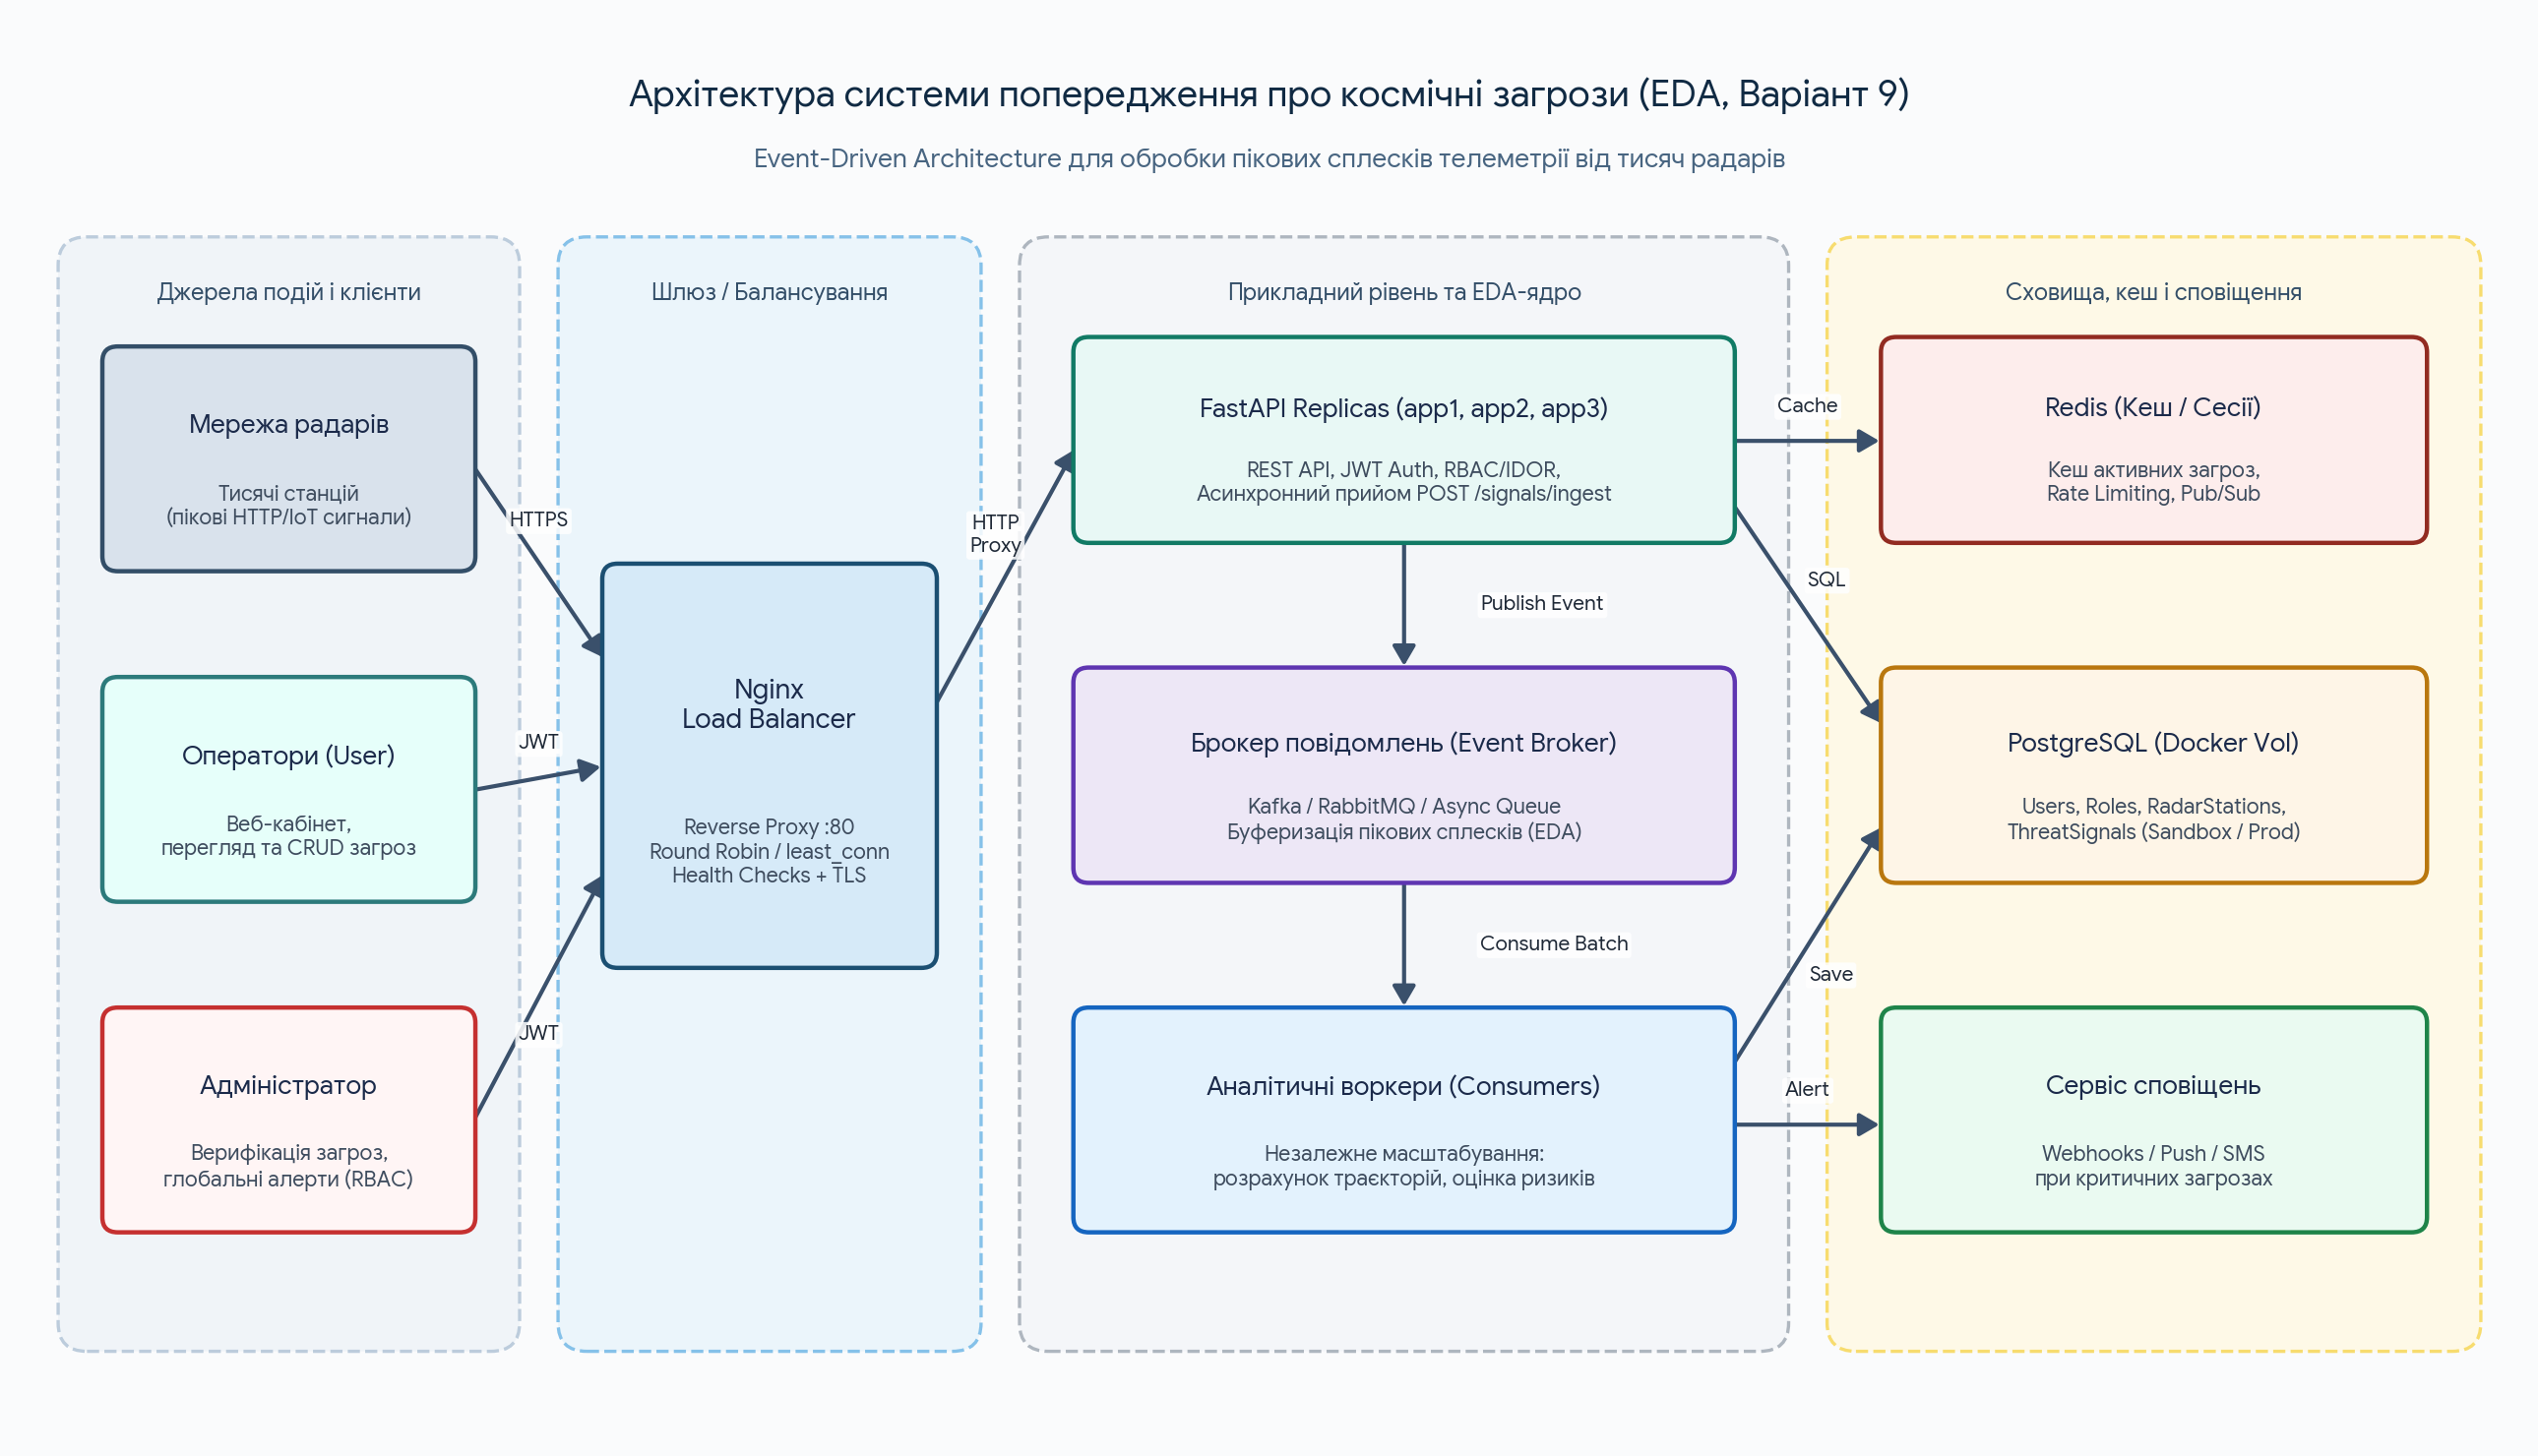 Архітектура системи попередження про космічні загрози (EDA, Варіант 9)
Event-Driven Architecture для обробки пікових сплесків телеметрії від тисяч радарів
Джерела подій і клієнти
Мережа радарів
Тисячі станцій
(пікові HTTP/IoT сигнали)
Оператори (User)
Веб-кабінет,
перегляд та CRUD загроз
Адміністратор
Верифікація загроз,
глобальні алерти (RBAC)
HTTPS
JWT
JWT
Шлюз / Балансування
Nginx
Load Balancer
Reverse Proxy :80
Round Robin / least_conn
Health Checks + TLS
HTTP
Proxy
Прикладний рівень та EDA-ядро
FastAPI Replicas (app1, app2, app3)
REST API, JWT Auth, RBAC/IDOR,
Асинхронний прийом POST /signals/ingest
Publish Event
Брокер повідомлень (Event Broker)
Kafka / RabbitMQ / Async Queue
Буферизація пікових сплесків (EDA)
Consume Batch
Аналітичні воркери (Consumers)
Незалежне масштабування:
розрахунок траєкторій, оцінка ризиків
Cache
SQL
Save
Alert
Сховища, кеш і сповіщення
Redis (Кеш / Сесії)
Кеш активних загроз,
Rate Limiting, Pub/Sub
PostgreSQL (Docker Vol)
Users, Roles, RadarStations,
ThreatSignals (Sandbox / Prod)
Сервіс сповіщень
Webhooks / Push / SMS
при критичних загрозах